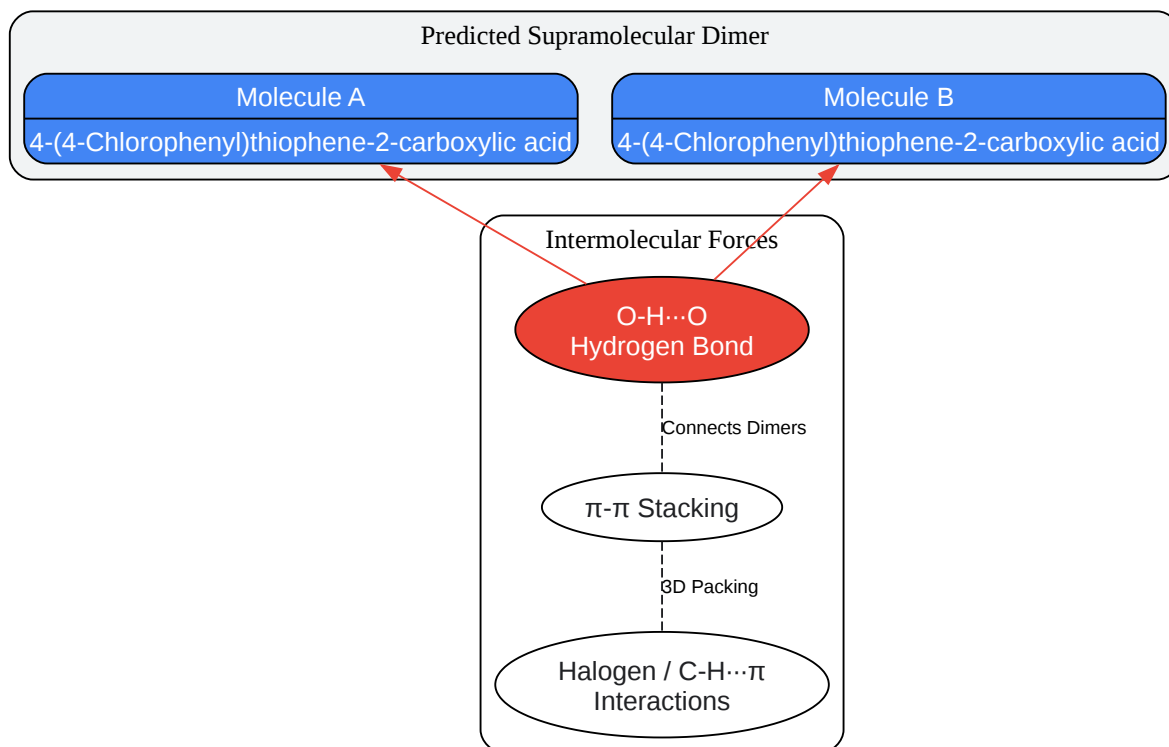 Predicted Supramolecular Dimer
Molecule A
4-(4-Chlorophenyl)thiophene-2-carboxylic acid
Molecule B
4-(4-Chlorophenyl)thiophene-2-carboxylic acid
Intermolecular Forces
O-H···O
Hydrogen Bond
Connects Dimers
π-π Stacking
3D Packing
Halogen / C-H···π
Interactions